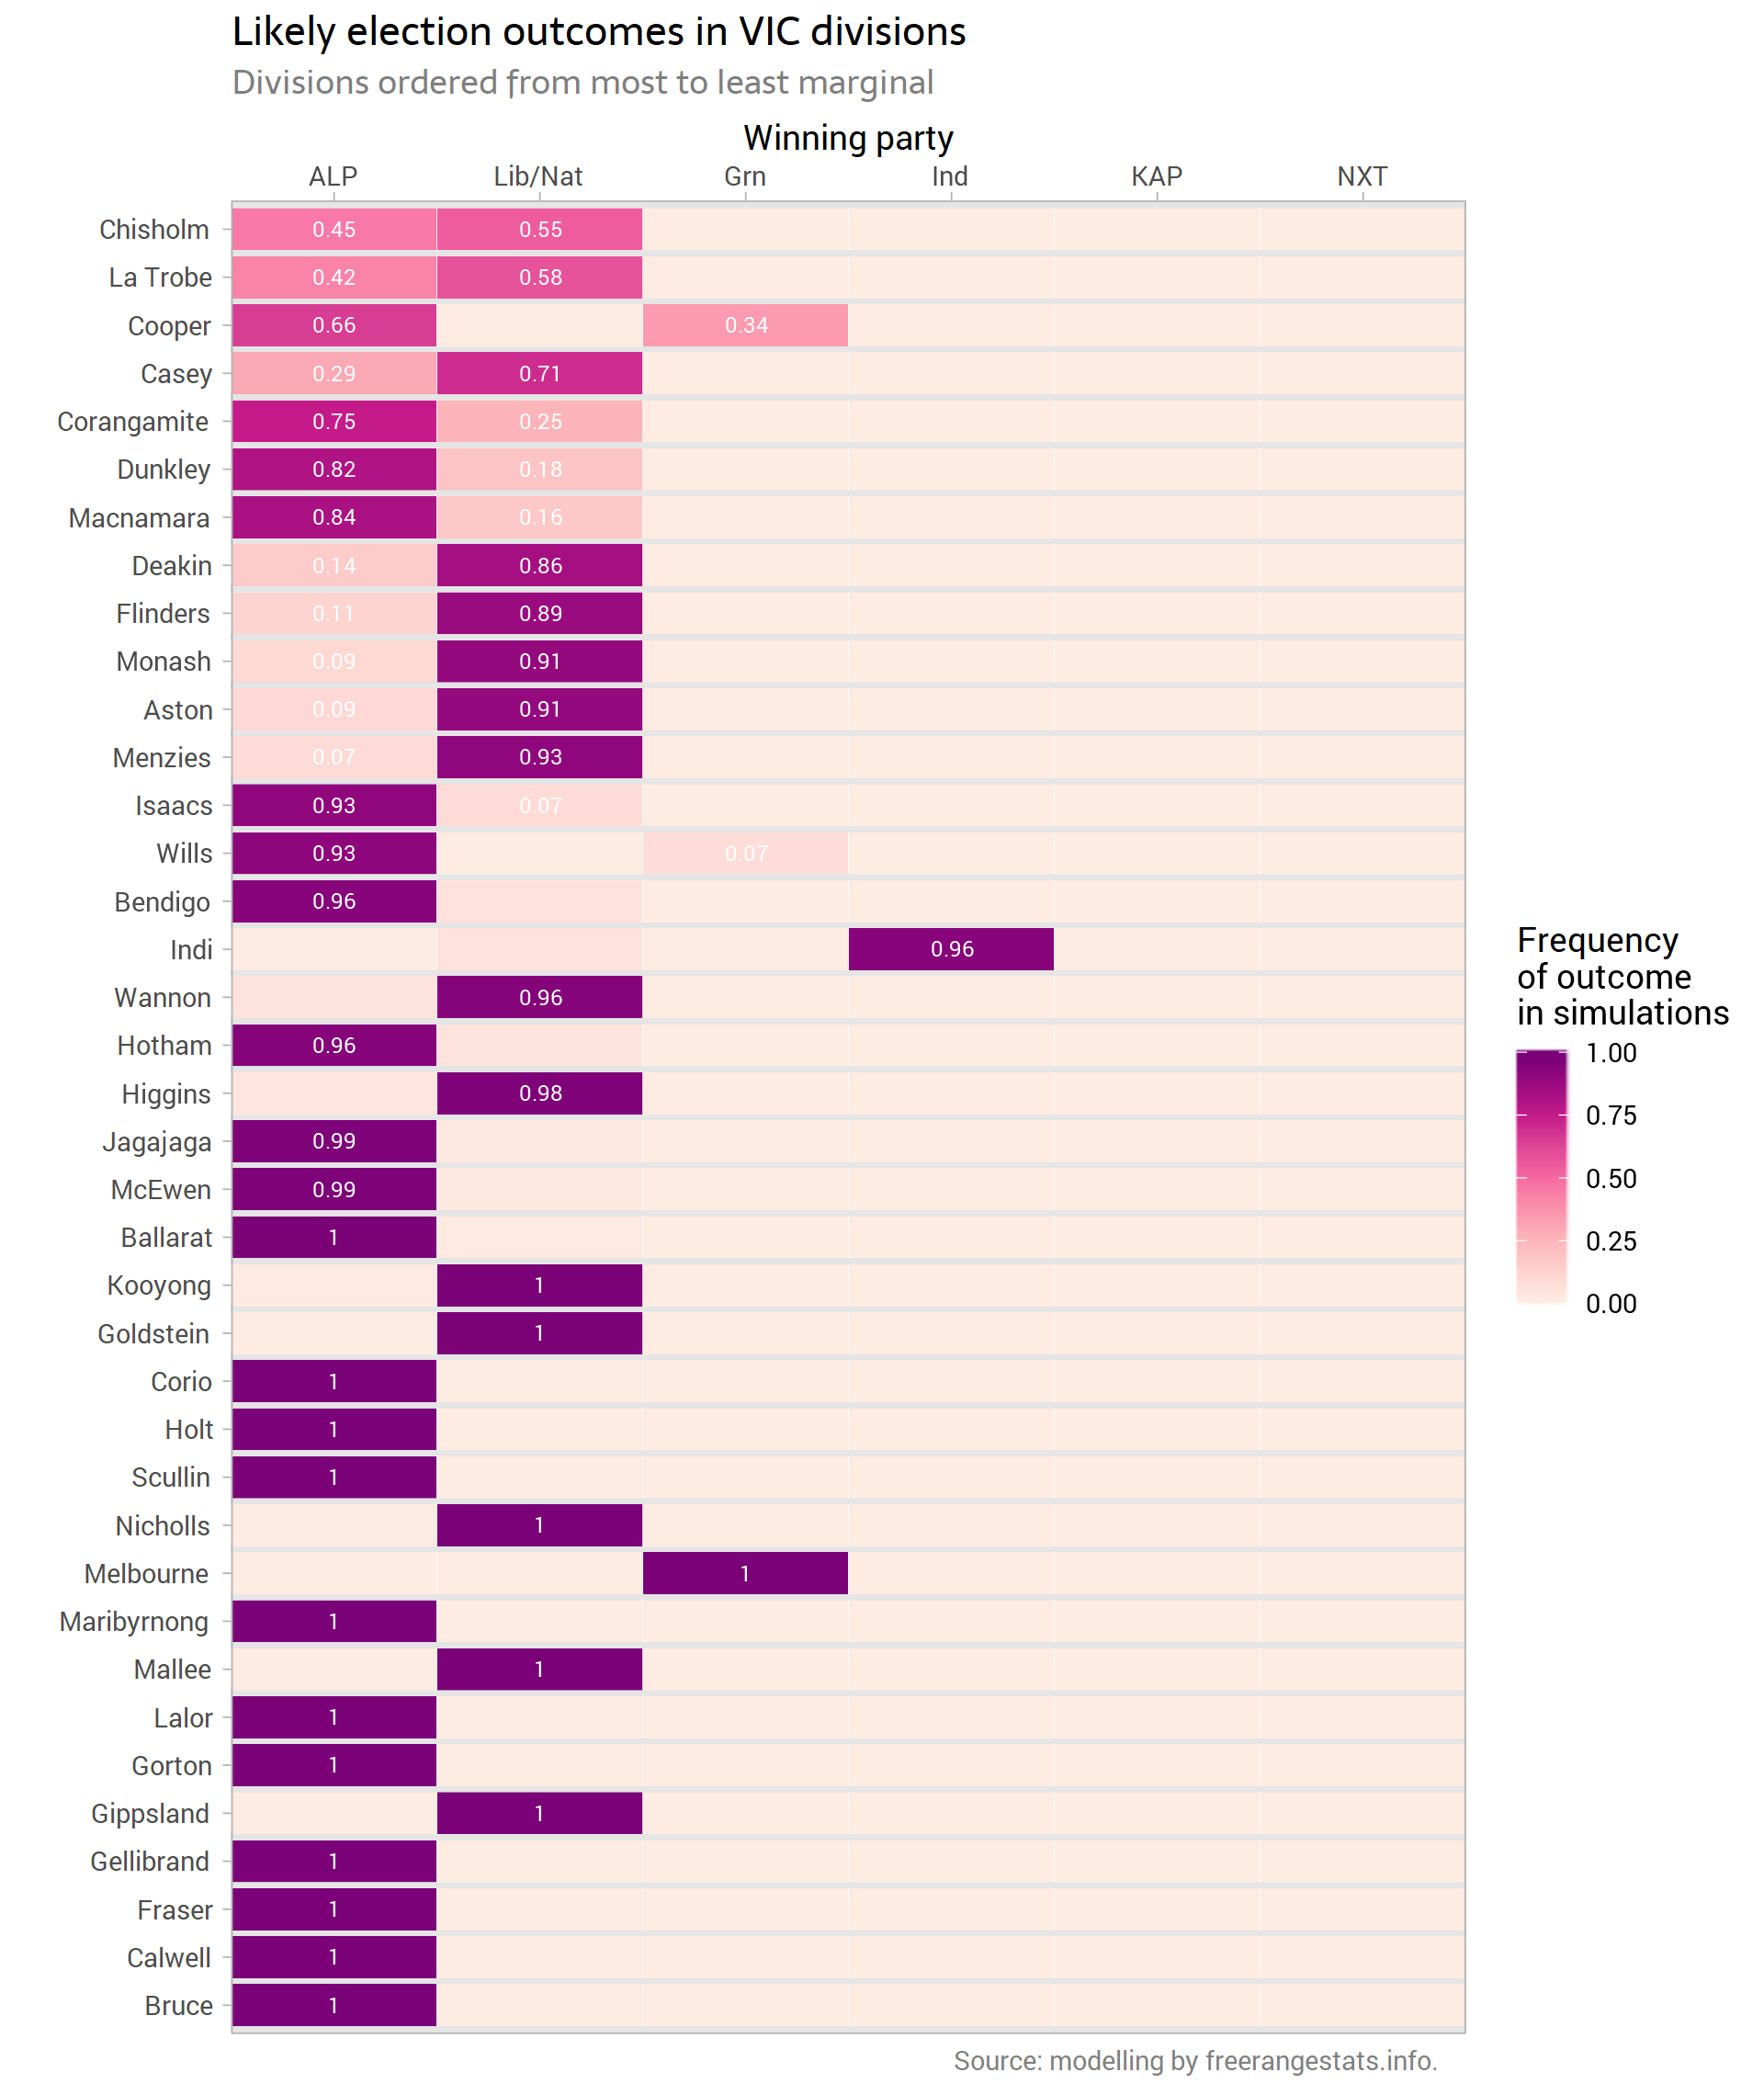 Likely election outcomes in VIC divisions
Divisions ordered from most to least marginal
Winning party
ALP Lib/Nat Grn Ind KAP NXT
Chisholm 0.45 0.55
La Trobe 0.42 0.58
Cooper 0.66 0.34
Casey 0.29 0.71
Corangamite 0.75 0.25
Dunkley 0.82 0.18
Macnamara 0.84 0.16
Deakin 0.14 0.86
Flinders 0.11 0.89
Monash 0.09 0.91
Aston 0.09 0.91
Menzies 0.07 0.93
Isaacs 0.93 0.07
Wills 0.93 0.07
Bendigo 0.96
Indi 0.96
Wannon 0.96
Hotham 0.96
Higgins 0.98
Jagajaga 0.99
McEwen 0.99
Ballarat 1
Kooyong 1
Goldstein 1
Corio 1
Holt 1
Scullin 1
Nicholls 1
Melbourne 1
Maribyrnong 1
Mallee 1
Lalor 1
Gorton 1
Gippsland 1
Gellibrand 1
Fraser 1
Calwell 1
Bruce 1
Frequency
of outcome
in simulations
1.00
0.75
0.50
0.25
0.00
Source: modelling by freerangestats.info.